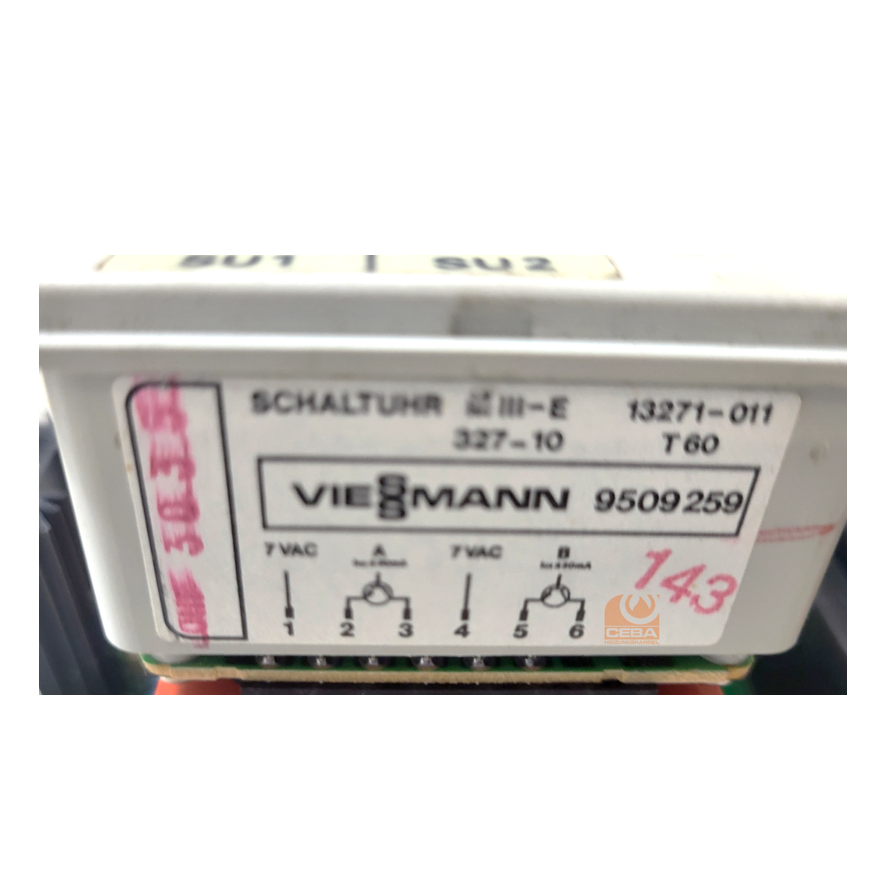 SU1 | SU2
SCHALTUHR III-E 13271-011
327-10 T60
VIESSMANN 9509259
7 VAC A 7 VAC B
1 2 3 4 5 6
143
CEBA